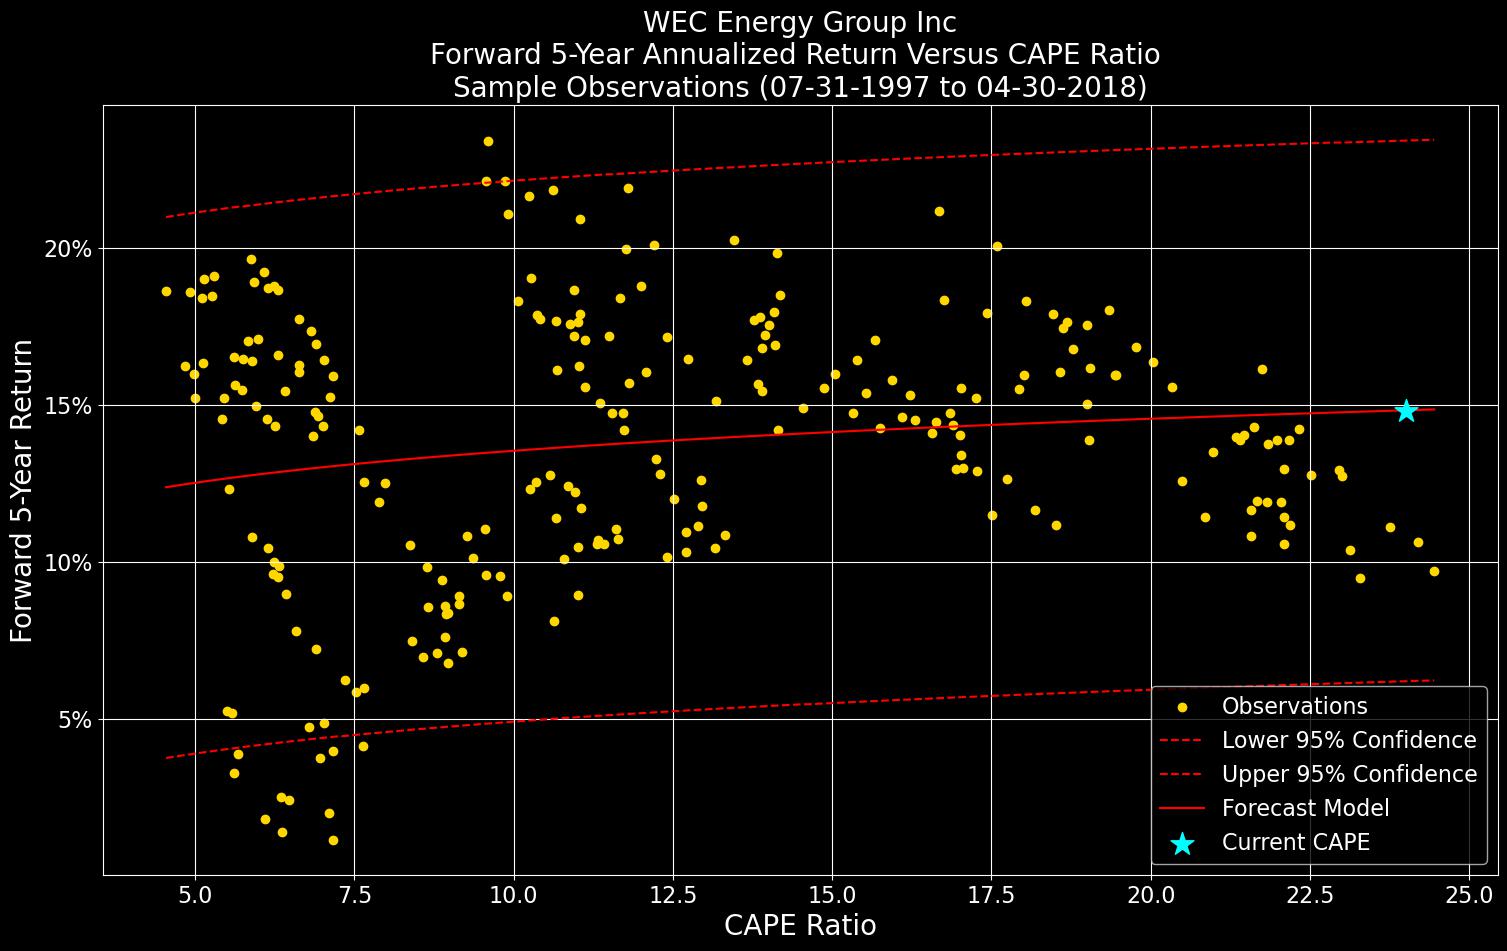 WEC Energy Group Inc
Forward 5-Year Annualized Return Versus CAPE Ratio
Sample Observations (07-31-1997 to 04-30-2018)
Forward 5-Year Return
20%
15%
10%
5%
Observations
Lower 95% Confidence
Upper 95% Confidence
Forecast Model
Current CAPE
5.0 7.5 10.0 12.5 15.0 17.5 20.0 22.5 25.0
CAPE Ratio